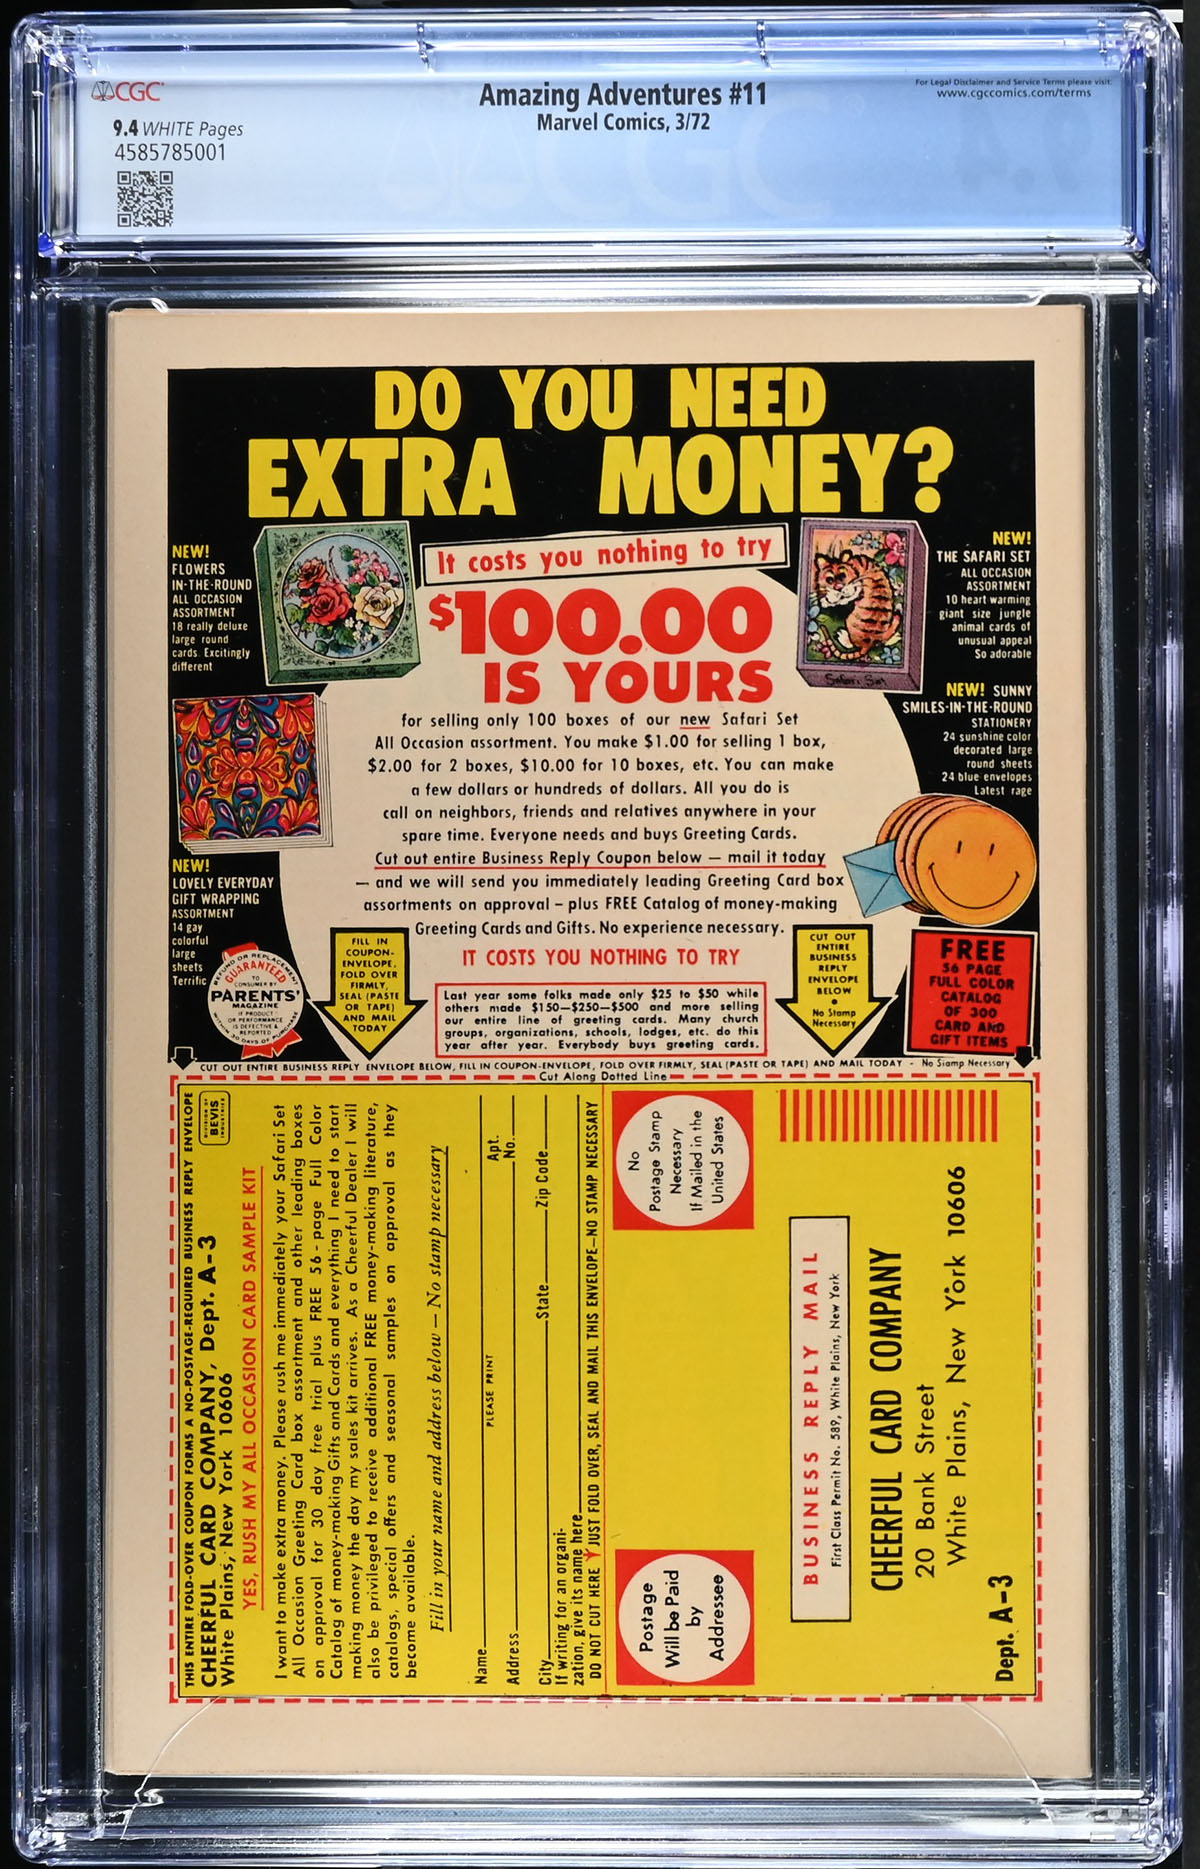 CGC
9.4 WHITE Pages
4585785001
Amazing Adventures #11
Marvel Comics, 3/72
For Legal Disclaimer and Service Terms please visit:
www.cgccomics.com/terms
DO YOU NEED
EXTRA MONEY?
It costs you nothing to try
$100.00
IS YOURS
NEW!
FLOWERS
IN-THE-ROUND
ALL OCCASION
ASSORTMENT
18 really deluxe
large round
cards. Excitingly
different
NEW!
THE SAFARI SET
ALL OCCASION
ASSORTMENT
10 heart warming
giant size jungle
animal cards of
unusual appeal
So adorable
Safari Set
NEW! SUNNY
SMILES-IN-THE-ROUND
STATIONERY
24 sunshine color
decorated large
round sheets
24 blue envelopes
Latest rage
for selling only 100 boxes of our new Safari Set
All Occasion assortment. You make $1.00 for selling 1 box,
$2.00 for 2 boxes, $10.00 for 10 boxes, etc. You can make
a few dollars or hundreds of dollars. All you do is
call on neighbors, friends and relatives anywhere in your
spare time. Everyone needs and buys Greeting Cards.
Cut out entire Business Reply Coupon below — mail it today
— and we will send you immediately leading Greeting Card box
assortments on approval – plus FREE Catalog of money-making
Greeting Cards and Gifts. No experience necessary.
IT COSTS YOU NOTHING TO TRY
NEW!
LOVELY EVERYDAY
GIFT WRAPPING
ASSORTMENT
14 gay
colorful
large
sheets
Terrific
REFUND OR REPLACEMENT
GUARANTEED
TO
CONSUMER BY
PARENTS'
MAGAZINE
IF PRODUCT
OR PERFORMANCE
IS DEFECTIVE &
REPORTED
WITHIN 30 DAYS OF PURCHASE
FILL IN
COUPON-
ENVELOPE,
FOLD OVER
FIRMLY,
SEAL (PASTE
OR TAPE)
AND MAIL
TODAY
Last year some folks made only $25 to $50 while
others made $150—$250—$500 and more selling
our entire line of greeting cards. Many church
groups, organizations, schools, lodges, etc. do this
year after year. Everybody buys greeting cards.
CUT OUT
ENTIRE
BUSINESS
REPLY
ENVELOPE
BELOW
•
No Stamp
Necessary
FREE
56 PAGE
FULL COLOR
CATALOG
OF 300
CARD AND
GIFT ITEMS
CUT OUT ENTIRE BUSINESS REPLY ENVELOPE BELOW, FILL IN COUPON-ENVELOPE, FOLD OVER FIRMLY, SEAL (PASTE OR TAPE) AND MAIL TODAY - No Stamp Necessary
Cut Along Dotted Line
THIS ENTIRE FOLD-OVER COUPON FORMS A NO-POSTAGE-REQUIRED BUSINESS REPLY ENVELOPE
CHEERFUL CARD COMPANY, Dept. A-3
White Plains, New York 10606
DIVISION OF
BEVIS
INDUSTRIES
YES, RUSH MY ALL OCCASION CARD SAMPLE KIT
I want to make extra money. Please rush me immediately your Safari Set
All Occasion Greeting Card box assortment and other leading boxes
on approval for 30 day free trial plus FREE 56-page Full Color
Catalog of money-making Gifts and Cards and everything I need to start
making money the day my sales kit arrives. As a Cheerful Dealer I will
also be privileged to receive additional FREE money-making literature,
catalogs, special offers and seasonal samples on approval as they
become available.
Fill in your name and address below — No stamp necessary
Name
PLEASE PRINT
Address
Apt.
No.
City State Zip Code
If writing for an organi-
zation, give its name here
DO NOT CUT HERE JUST FOLD OVER, SEAL AND MAIL THIS ENVELOPE—NO STAMP NECESSARY
No
Postage Stamp
Necessary
If Mailed in the
United States
Postage
Will be Paid
by
Addressee
BUSINESS REPLY MAIL
First Class Permit No. 589, White Plains, New York
CHEERFUL CARD COMPANY
20 Bank Street
White Plains, New York 10606
Dept. A-3